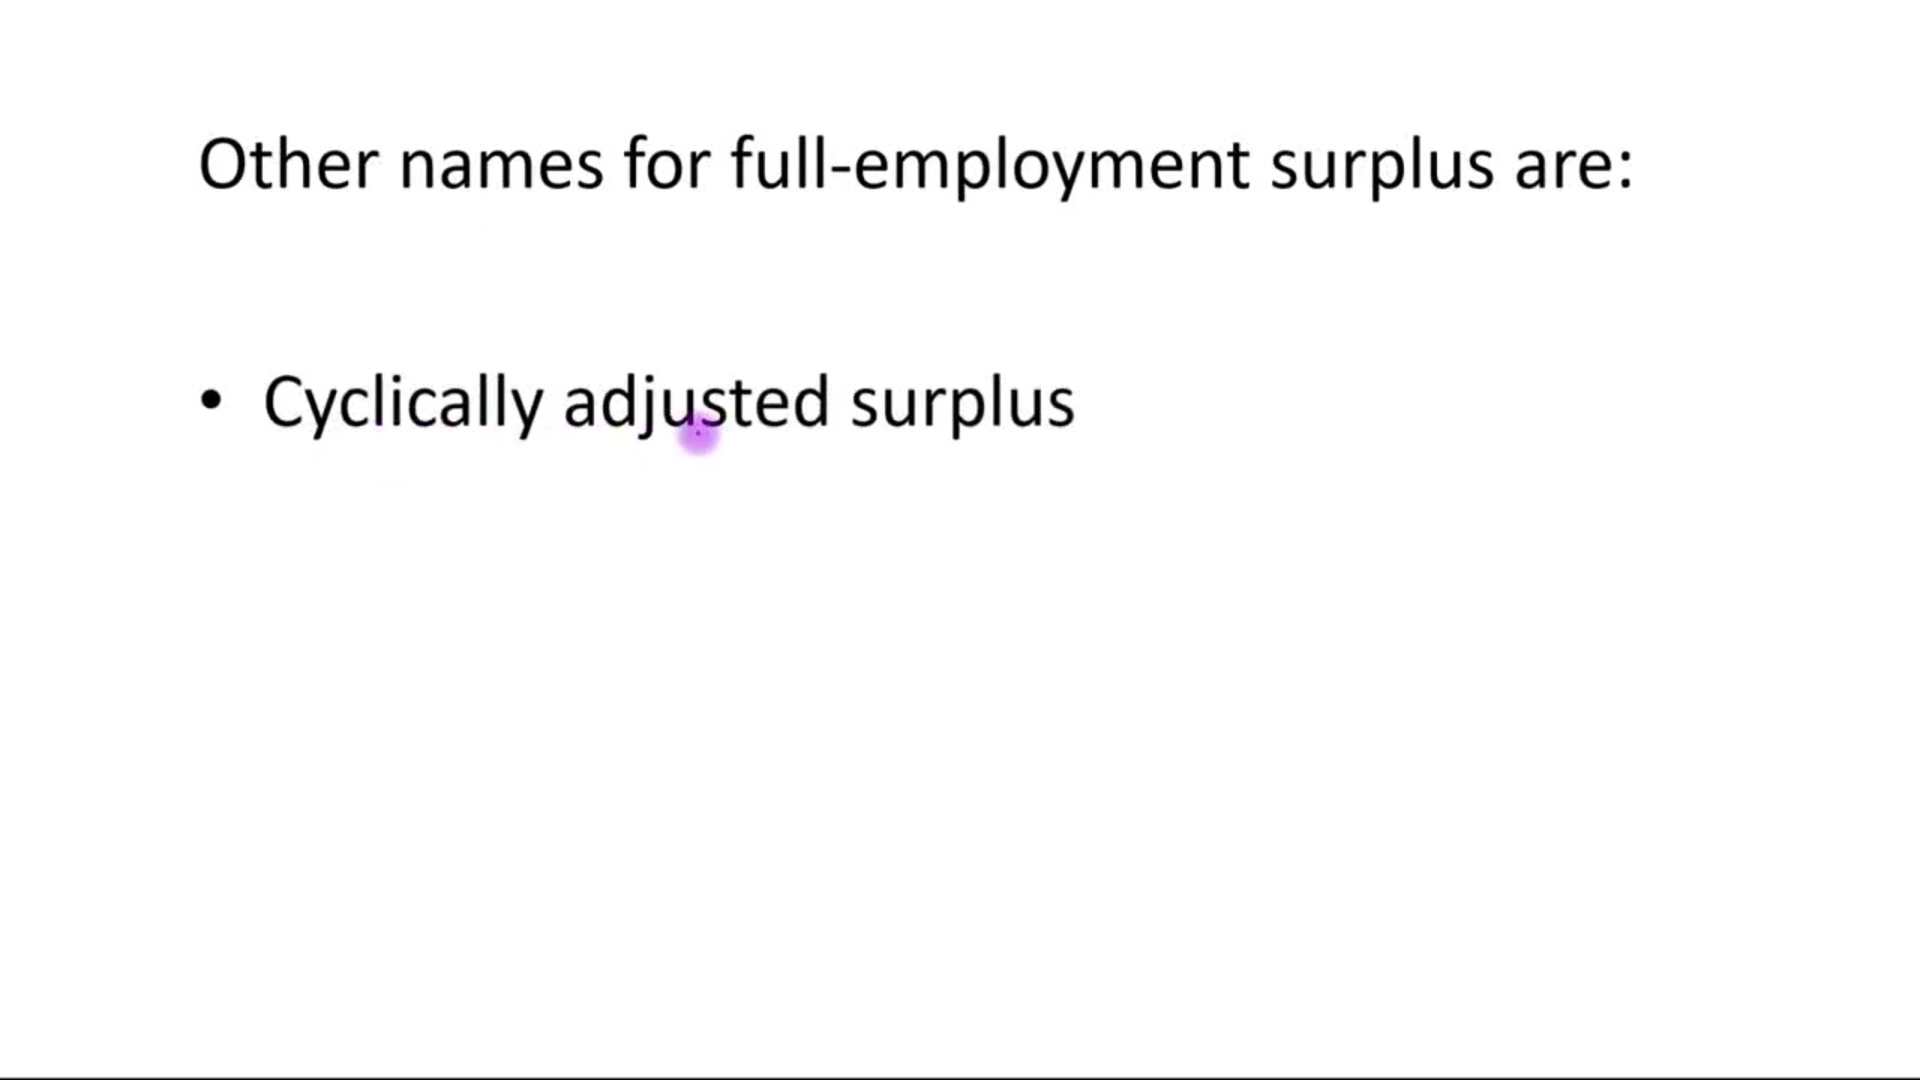 Other names for full-employment surplus are:
• Cyclically adjusted surplus